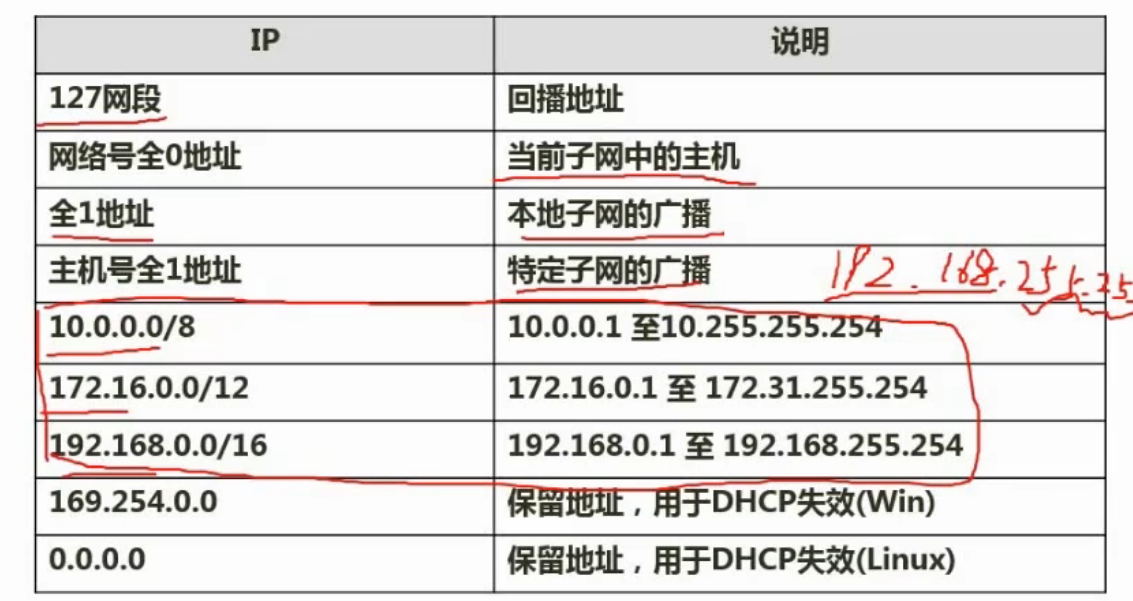 IP 说明
127网段 回播地址
网络号全0地址 当前子网中的主机
全1地址 本地子网的广播
主机号全1地址 特定子网的广播 192.168.255.25
10.0.0.0/8 10.0.0.1 至10.255.255.254
172.16.0.0/12 172.16.0.1 至 172.31.255.254
192.168.0.0/16 192.168.0.1 至 192.168.255.254
169.254.0.0 保留地址，用于DHCP失效(Win)
0.0.0.0 保留地址，用于DHCP失效(Linux)